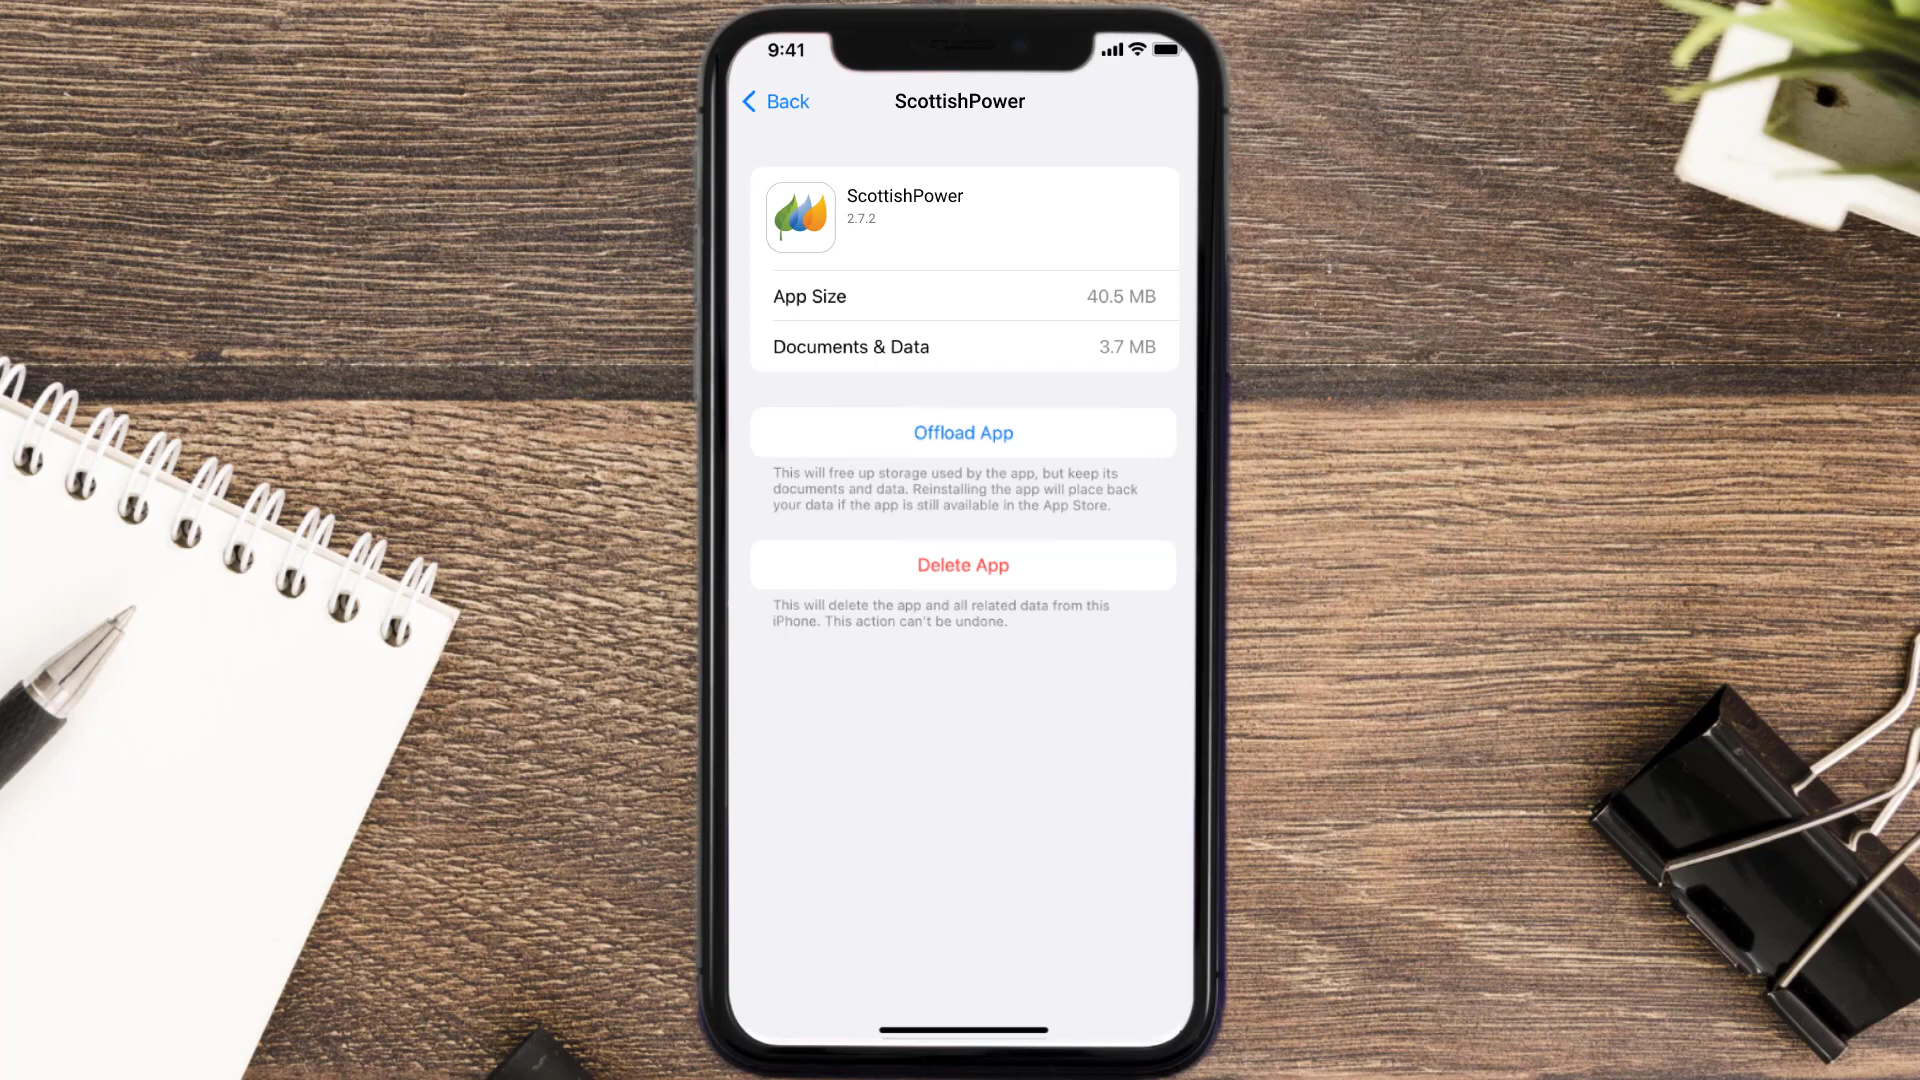 9:41
Back
ScottishPower
ScottishPower
2.7.2
App Size 40.5 MB
Documents & Data 3.7 MB
Offload App
This will free up storage used by the app, but keep its
documents and data. Reinstalling the app will place back
your data if the app is still available in the App Store.
Delete App
This will delete the app and all related data from this
iPhone. This action can't be undone.